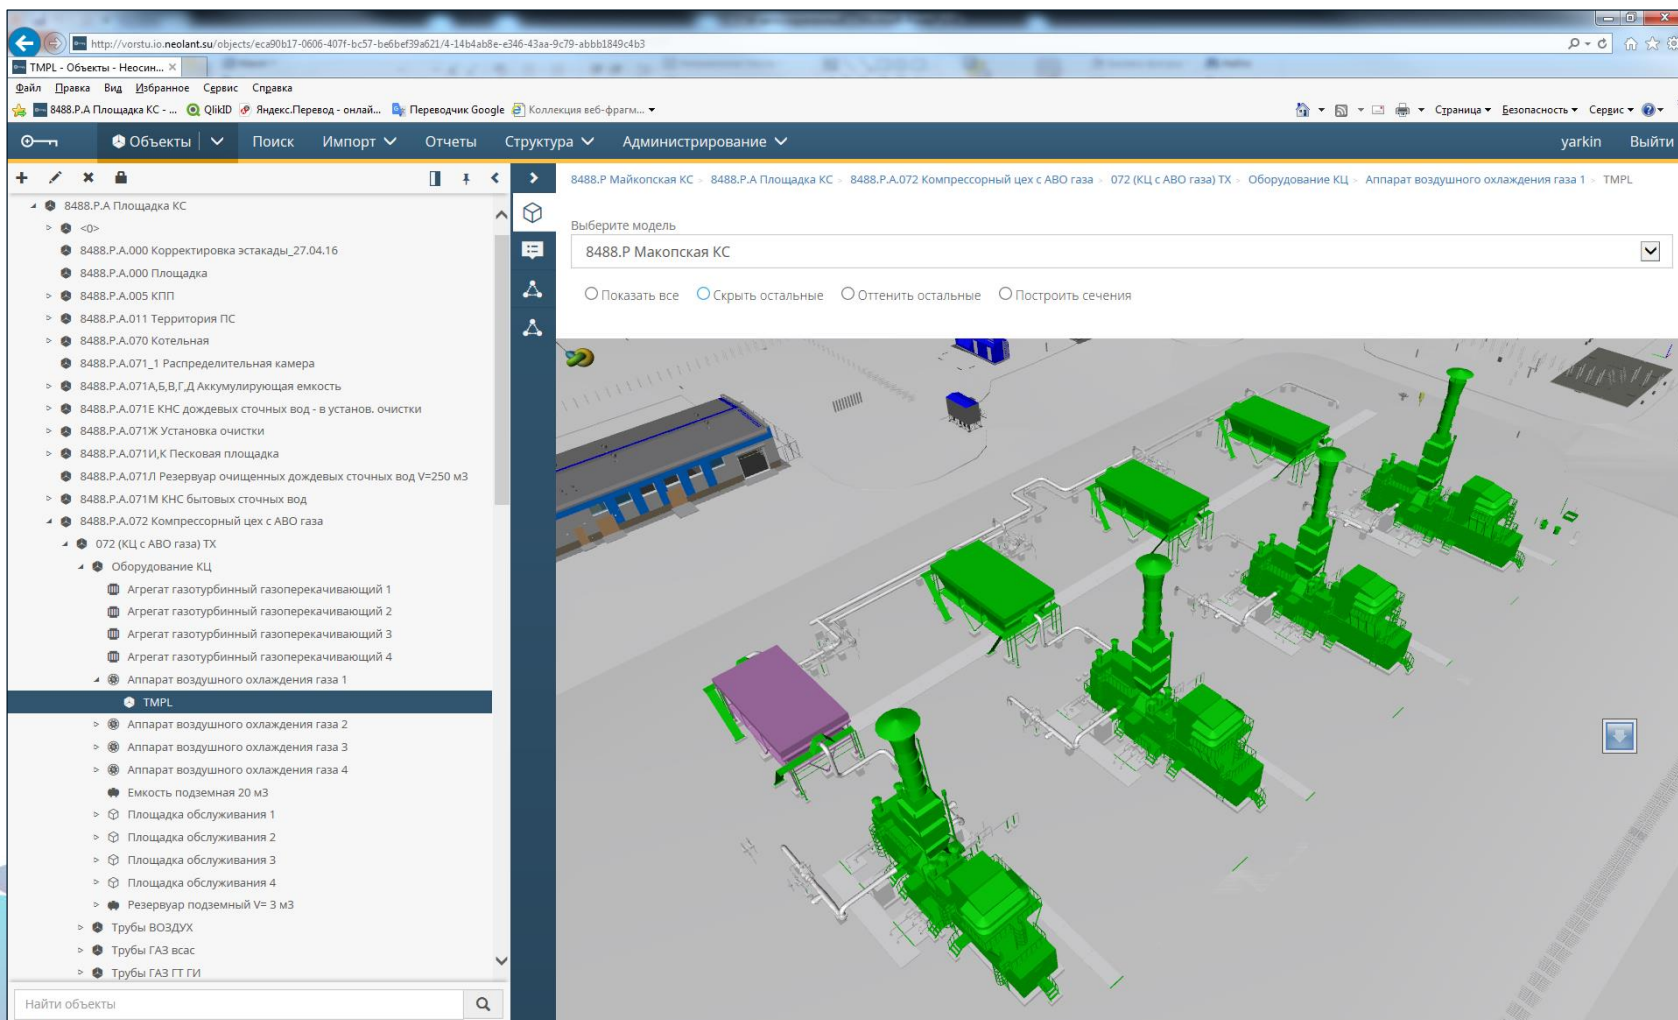 http://vorstu.io.neolant.su/objects/eca90b17-0606-407f-bc57-be6bef39a621/4-14b4ab8e-e346-43aa-9c79-abbb1849c4b3
TMPL - Объекты - Неосин...
Файл Правка Вид Избранное Сервис Справка
8488.P.A Площадка КС - ... QlikID Яндекс.Перевод - онлай... Переводчик Google Коллекция веб-фрагм...
Страница Безопасность Сервис
Объекты Поиск Импорт Отчеты Структура Администрирование yarkin Выйти
8488.P Майкопская КС 8488.P.A Площадка КС 8488.P.A.072 Компрессорный цех с АВО газа 072 (КЦ с АВО газа) ТХ Оборудование КЦ Аппарат воздушного охлаждения газа 1 TMPL
Выберите модель
8488.P Макопская КС
Показать все Скрыть остальные Оттенить остальные Построить сечения
8488.P.A Площадка КС
<0>
8488.P.A.000 Корректировка эстакады_27.04.16
8488.P.A.000 Площадка
8488.P.A.005 КПП
8488.P.A.011 Территория ПС
8488.P.A.070 Котельная
8488.P.A.071_1 Распределительная камера
8488.P.A.071А,Б,В,Г,Д Аккумулирующая емкость
8488.P.A.071Е КНС дождевых сточных вод - в установ. очистки
8488.P.A.071Ж Установка очистки
8488.P.A.071И,К Песковая площадка
8488.P.A.071Л Резервуар очищенных дождевых сточных вод V=250 м3
8488.P.A.071М КНС бытовых сточных вод
8488.P.A.072 Компрессорный цех с АВО газа
072 (КЦ с АВО газа) ТХ
Оборудование КЦ
Агрегат газотурбинный газоперекачивающий 1
Агрегат газотурбинный газоперекачивающий 2
Агрегат газотурбинный газоперекачивающий 3
Агрегат газотурбинный газоперекачивающий 4
Аппарат воздушного охлаждения газа 1
TMPL
Аппарат воздушного охлаждения газа 2
Аппарат воздушного охлаждения газа 3
Аппарат воздушного охлаждения газа 4
Емкость подземная 20 м3
Площадка обслуживания 1
Площадка обслуживания 2
Площадка обслуживания 3
Площадка обслуживания 4
Резервуар подземный V= 3 м3
Трубы ВОЗДУХ
Трубы ГАЗ всас
Трубы ГАЗ ГТ ГИ
Найти объекты